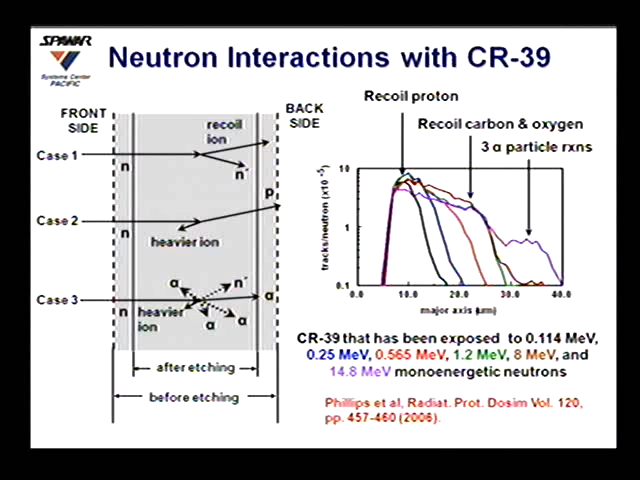 SPAWAR
Systems Center
PACIFIC
Neutron Interactions with CR-39
FRONT
SIDE
BACK
SIDE
Case 1
n
recoil
ion
n´
p
Case 2
n
heavier ion
Case 3
n
α
n´
α
heavier
ion
α
α
after etching
before etching
Recoil proton
Recoil carbon & oxygen
3 α particle rxns
tracks/neutron (x10 -5)
10
1
0.1
0.0
10.0
20.0
30.0
40.0
major axis (µm)
CR-39 that has been exposed to 0.114 MeV,
0.25 MeV, 0.565 MeV, 1.2 MeV, 8 MeV, and
14.8 MeV monoenergetic neutrons
Phillips et al, Radiat. Prot. Dosim Vol. 120,
pp. 457-460 (2006).